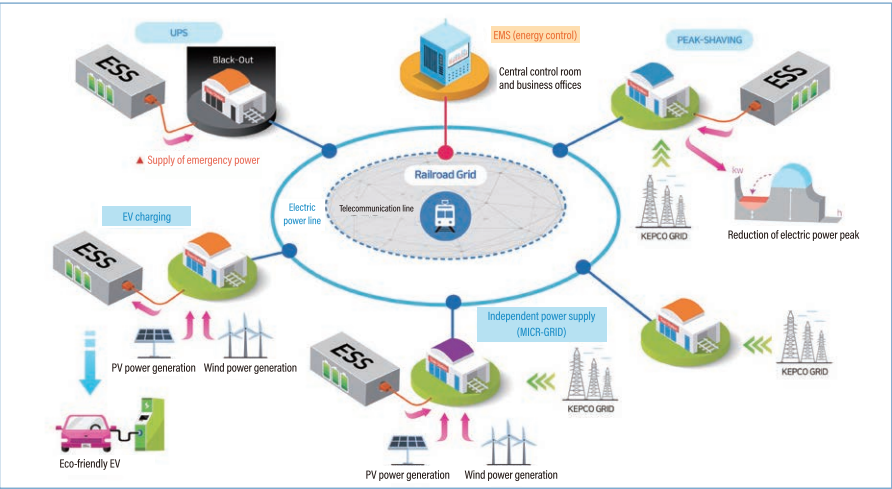 UPS
ESS
Black-Out
▲ Supply of emergency power
EMS (energy control)
Central control room
and business offices
PEAK-SHAVING
ESS
KEPCO GRID
kw
h
Reduction of electric power peak
Railroad Grid
Telecommunication line
Electric
power line
EV charging
ESS
PV power generation
Wind power generation
Eco-friendly EV
Independent power supply
(MICR-GRID)
ESS
KEPCO GRID
PV power generation
Wind power generation
KEPCO GRID